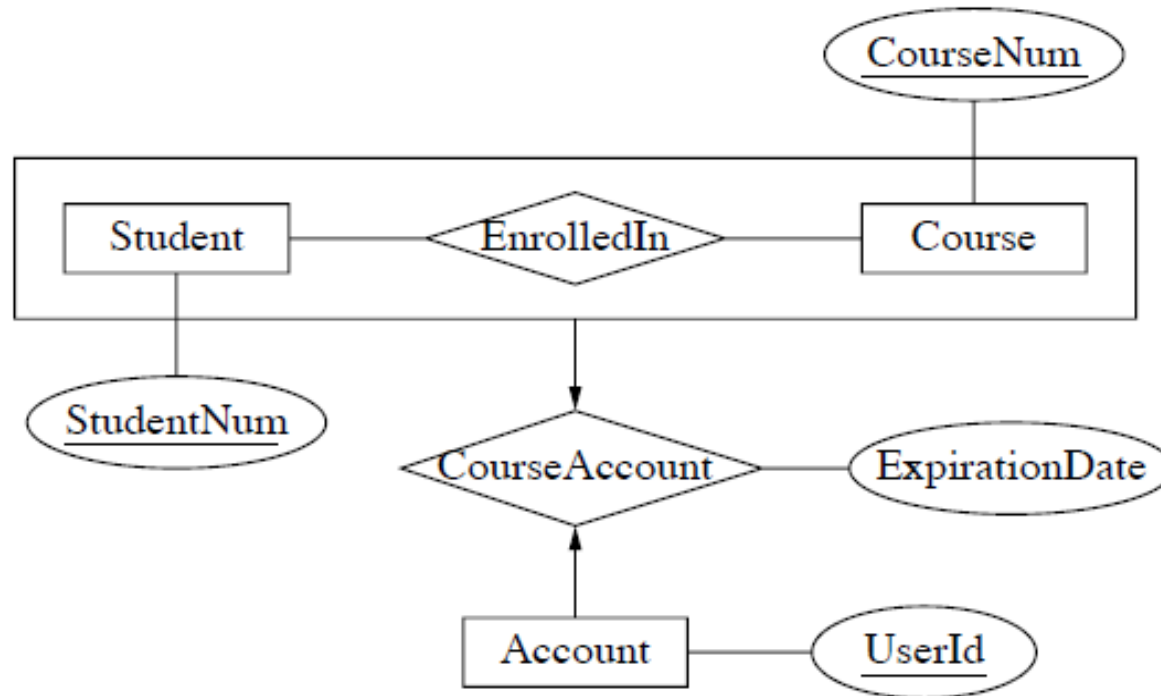 CourseNum
Student
EnrolledIn
Course
StudentNum
CourseAccount
ExpirationDate
Account
UserId